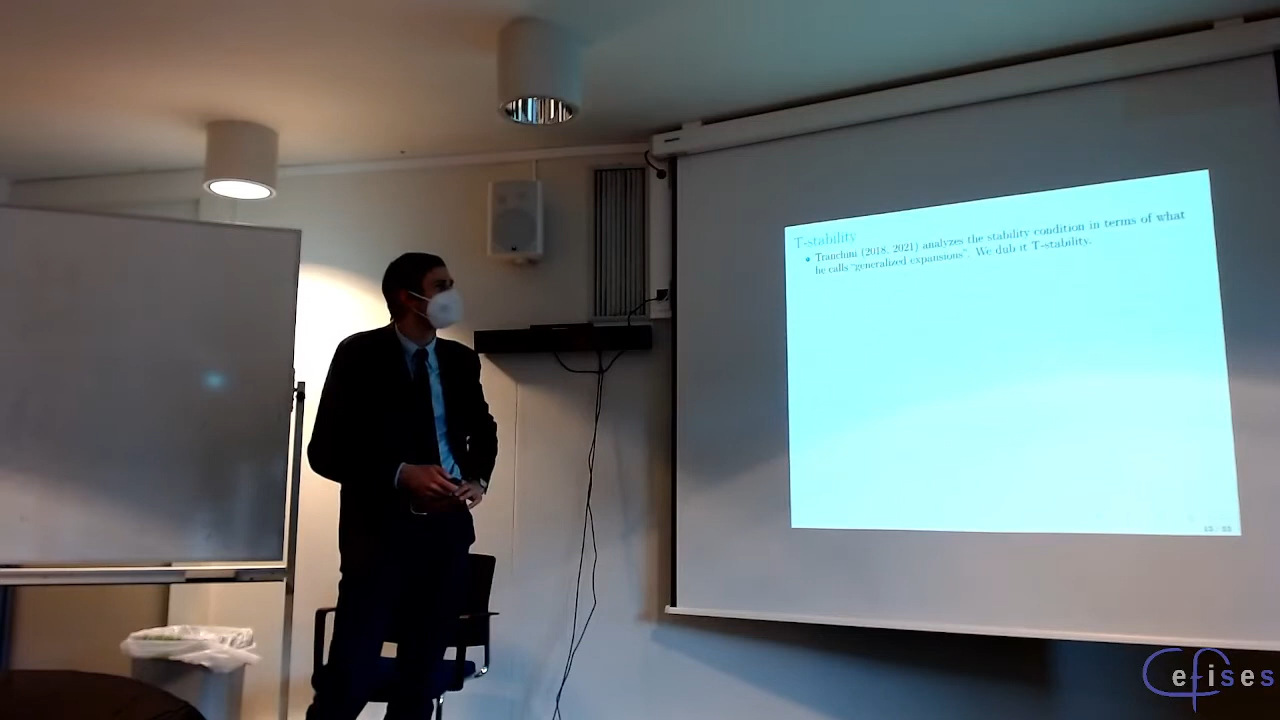 T-stability
• Tranchini (2018, 2021) analyzes the stability condition in terms of what
he calls "generalized expansions". We dub it T-stability.
Cefises